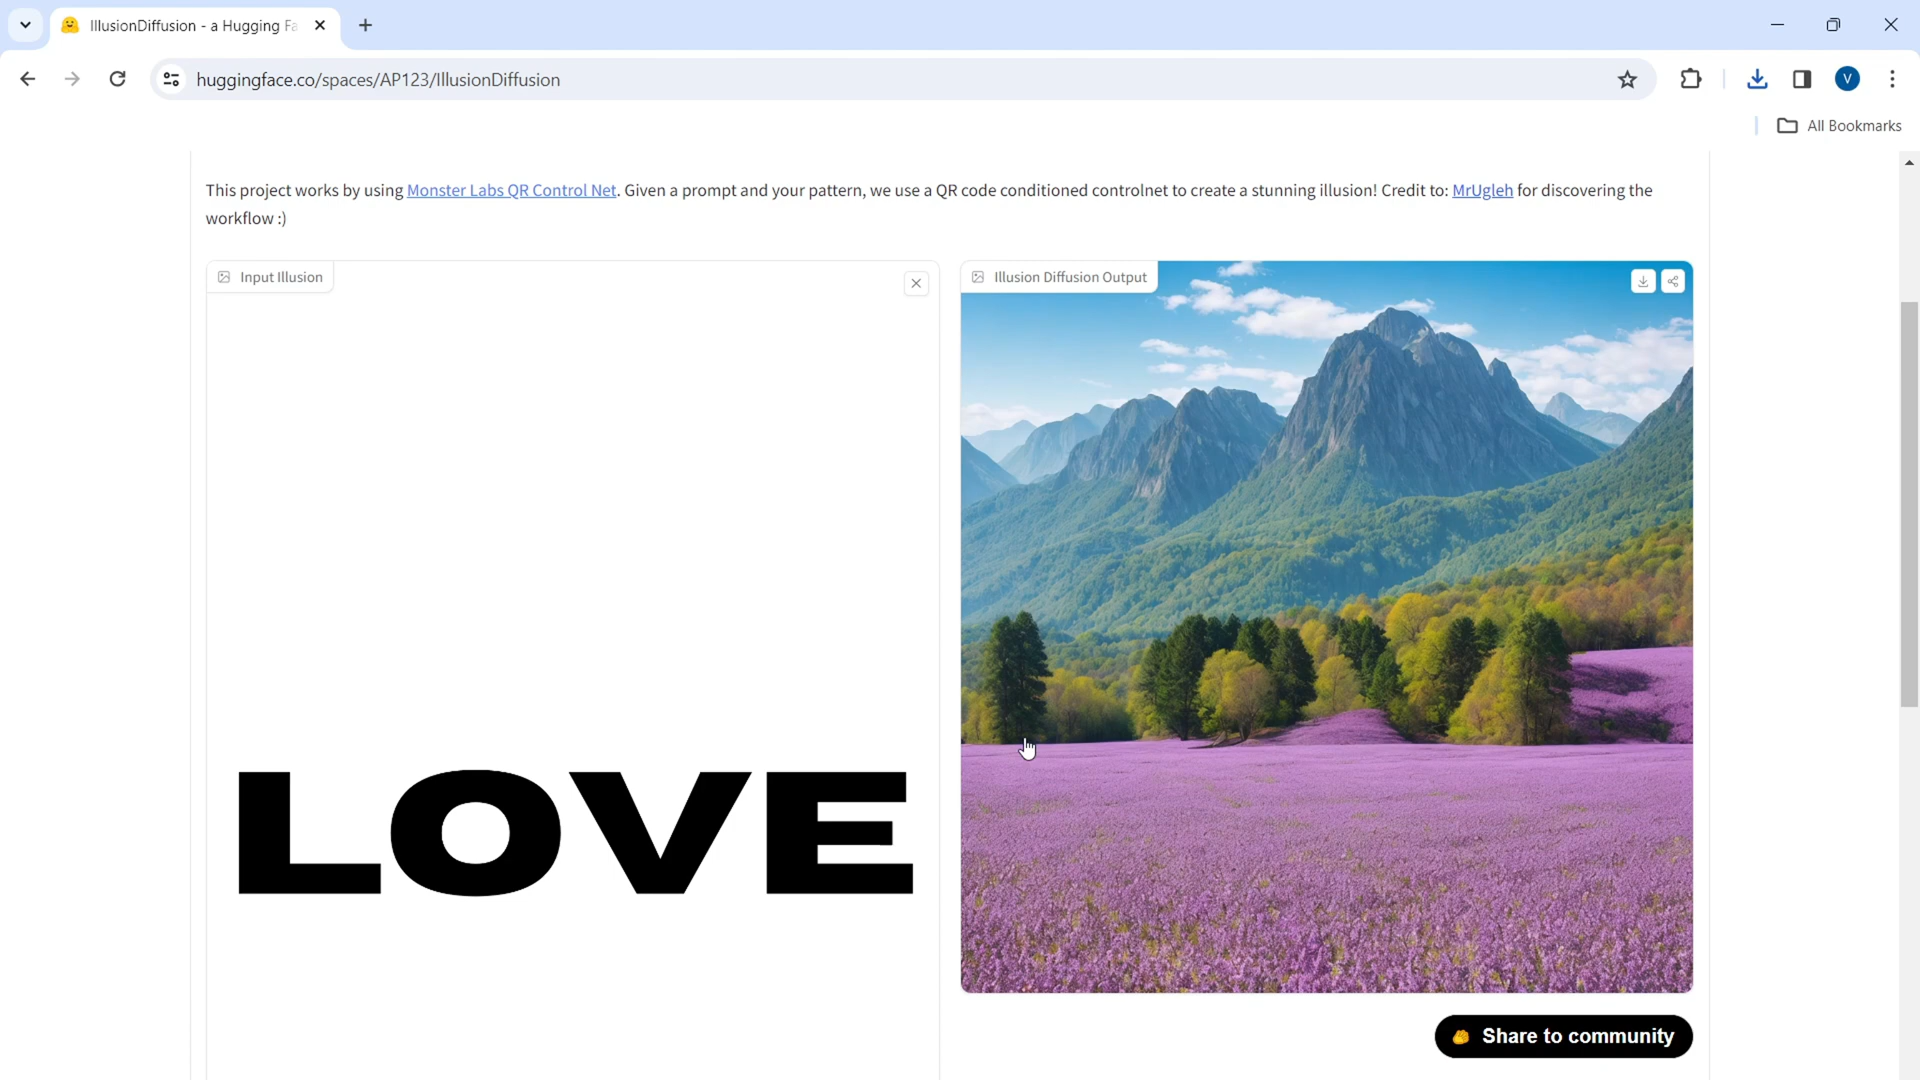 IllusionDiffusion - a Hugging Fa
huggingface.co/spaces/AP123/IllusionDiffusion
V
All Bookmarks
This project works by using Monster Labs QR Control Net. Given a prompt and your pattern, we use a QR code conditioned controlnet to create a stunning illusion! Credit to: MrUgleh for discovering the
workflow :)
Input Illusion
Illusion Diffusion Output
LOVE
Share to community